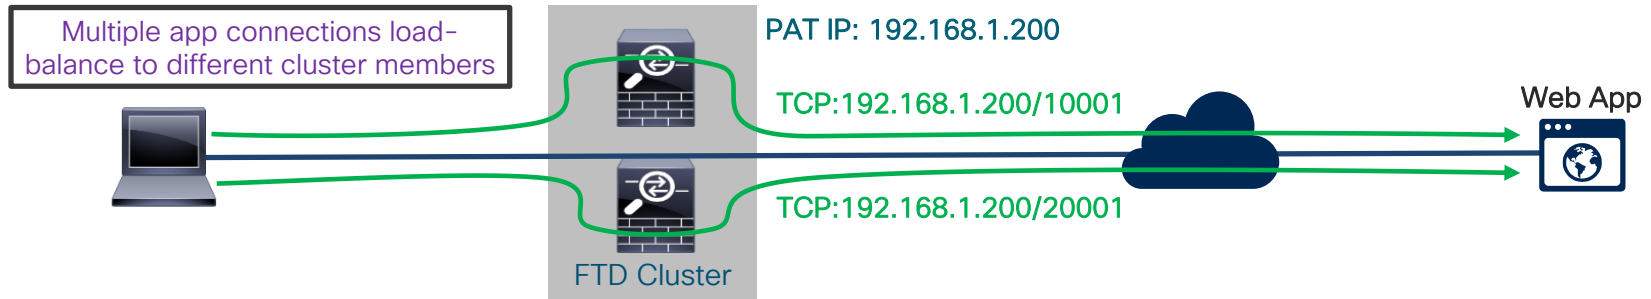 Multiple app connections load-
balance to different cluster members
PAT IP: 192.168.1.200
TCP:192.168.1.200/10001
Web App
TCP:192.168.1.200/20001
FTD Cluster